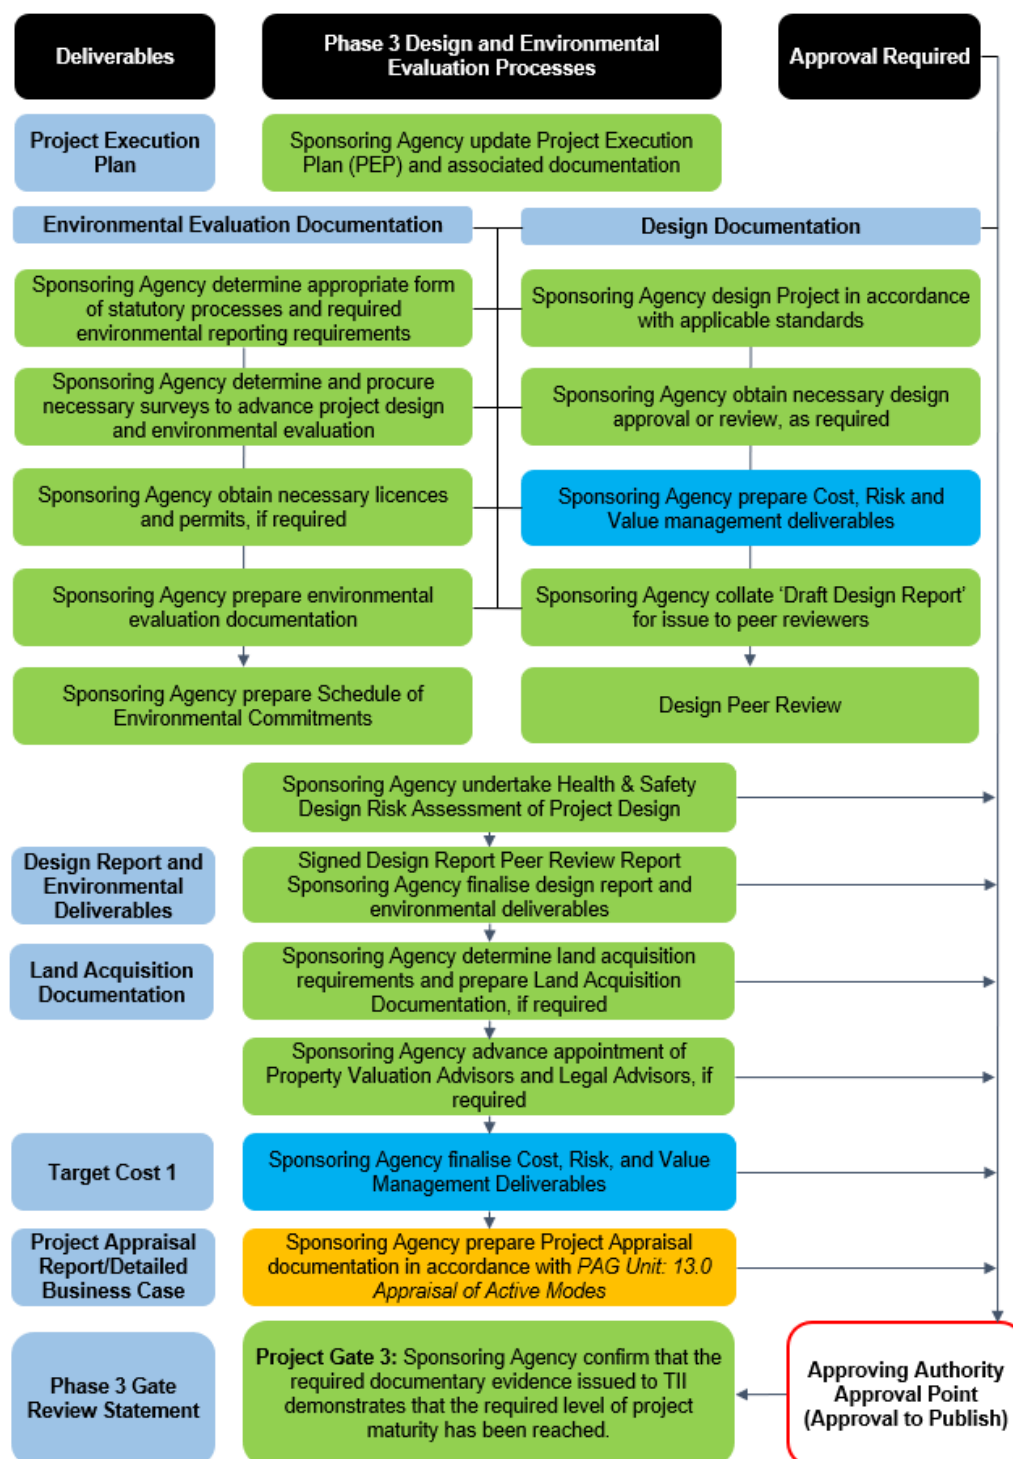 Deliverables
Phase 3 Design and Environmental
Evaluation Processes
Approval Required
Project Execution
Plan
Sponsoring Agency update Project Execution
Plan (PEP) and associated documentation
Environmental Evaluation Documentation
Design Documentation
Sponsoring Agency determine appropriate form
of statutory processes and required
environmental reporting requirements
Sponsoring Agency design Project in accordance
with applicable standards
Sponsoring Agency determine and procure
necessary surveys to advance project design
and environmental evaluation
Sponsoring Agency obtain necessary design
approval or review, as required
Sponsoring Agency obtain necessary licences
and permits, if required
Sponsoring Agency prepare Cost, Risk and
Value management deliverables
Sponsoring Agency prepare environmental
evaluation documentation
Sponsoring Agency collate ‘Draft Design Report’
for issue to peer reviewers
Sponsoring Agency prepare Schedule of
Environmental Commitments
Design Peer Review
Sponsoring Agency undertake Health & Safety
Design Risk Assessment of Project Design
Design Report and
Environmental
Deliverables
Signed Design Report Peer Review Report
Sponsoring Agency finalise design report and
environmental deliverables
Land Acquisition
Documentation
Sponsoring Agency determine land acquisition
requirements and prepare Land Acquisition
Documentation, if required
Sponsoring Agency advance appointment of
Property Valuation Advisors and Legal Advisors, if
required
Target Cost 1
Sponsoring Agency finalise Cost, Risk, and Value
Management Deliverables
Project Appraisal
Report/Detailed
Business Case
Sponsoring Agency prepare Project Appraisal
documentation in accordance with PAG Unit: 13.0
Appraisal of Active Modes
Phase 3 Gate
Review Statement
Project Gate 3: Sponsoring Agency confirm that the
required documentary evidence issued to TII
demonstrates that the required level of project
maturity has been reached.
Approving Authority
Approval Point
(Approval to Publish)